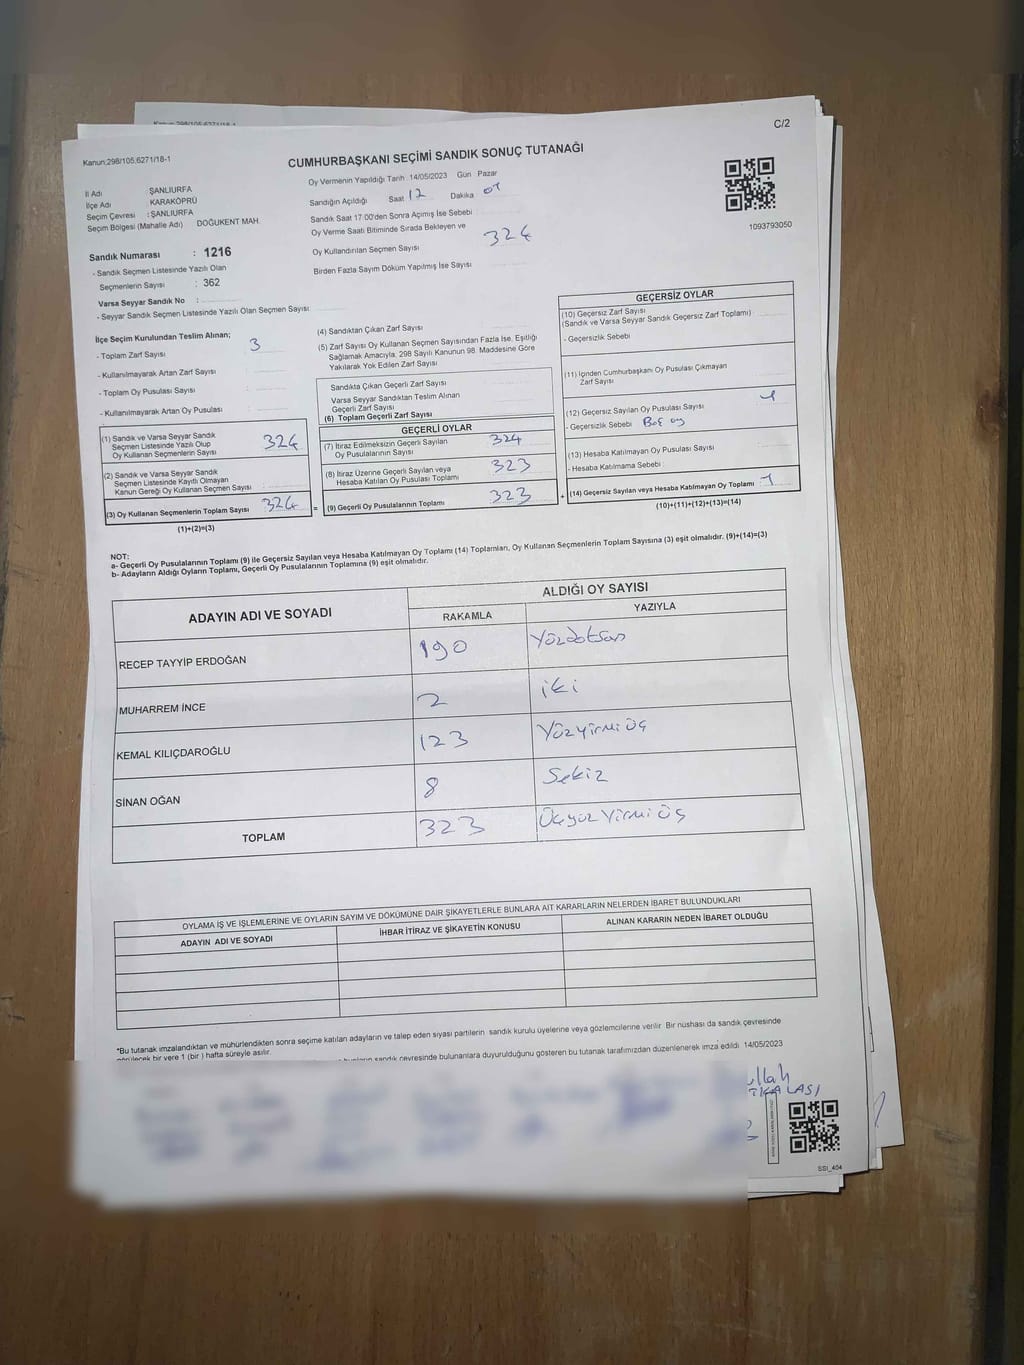 Kanun;298/105;6271/18-1
C/2
CUMHURBAŞKANI SEÇİMİ SANDIK SONUÇ TUTANAĞI
İl Adı ŞANLIURFA
İlçe Adı KARAKÖPRÜ
Seçim Çevresi : ŞANLIURFA
Seçim Bölgesi (Mahalle Adı) DOĞUKENT MAH.
Sandık Numarası : 1216
- Sandık Seçmen Listesinde Yazılı Olan
Seçmenlerin Sayısı : 362
Varsa Seyyar Sandık No :
- Seyyar Sandık Seçmen Listesinde Yazılı Olan Seçmen Sayısı
Oy Vermenin Yapıldığı Tarih 14/05/2023 Gün Pazar
Sandığın Açıldığı Saat 12 Dakika
Sandık Saat 17:00'den Sonra Açımış İse Sebebi
Oy Verme Saati Bitiminde Sırada Bekleyen ve
Oy Kullandırılan Seçmen Sayısı 324
Birden Fazla Sayım Döküm Yapılmış İse Sayısı
1093793050
İlçe Seçim Kurulundan Teslim Alınan;
- Toplam Zarf Sayısı 3
- Kullanılmayarak Artan Zarf Sayısı
- Toplam Oy Pusulası Sayısı
- Kullanılmayarak Artan Oy Pusulası
(1) Sandık ve Varsa Seyyar Sandık
Seçmen Listesinde Yazılı Olup
Oy Kullanan Seçmenlerin Sayısı 324
(2) Sandık ve Varsa Seyyar Sandık
Seçmen Listesinde Kayıtlı Olmayan
Kanun Gereği Oy Kullanan Seçmen Sayısı
(3) Oy Kullanan Seçmenlerin Toplam Sayısı 324
(1)+(2)=(3)
(4) Sandıktan Çıkan Zarf Sayısı
(5) Zarf Sayısı Oy Kullanan Seçmen Sayısından Fazla İse, Eşitliği
Sağlamak Amacıyla, 298 Sayılı Kanunun 98. Maddesine Göre
Yakılarak Yok Edilen Zarf Sayısı
Sandıkta Çıkan Geçerli Zarf Sayısı
Varsa Seyyar Sandıktan Teslim Alınan
Geçerli Zarf Sayısı
(6) Toplam Geçerli Zarf Sayısı
GEÇERLİ OYLAR
(7) İtiraz Edilmeksizin Geçerli Sayılan
Oy Pusulalarının Sayısı 324
(8) İtiraz Üzerine Geçerli Sayılan veya
Hesaba Katılan Oy Pusulası Toplamı 323
= (9) Geçerli Oy Pusulalarının Toplamı 323
GEÇERSİZ OYLAR
(10) Geçersiz Zarf Sayısı
(Sandık ve Varsa Seyyar Sandık Geçersiz Zarf Toplamı)
- Geçersizlik Sebebi
(11) İçinden Cumhurbaşkanı Oy Pusulası Çıkmayan
Zarf Sayısı
(12) Geçersiz Sayılan Oy Pusulası Sayısı 1
- Geçersizlik Sebebi Boş oy
(13) Hesaba Katılmayan Oy Pusulası Sayısı
- Hesaba Katılmama Sebebi
+ (14) Geçersiz Sayılan veya Hesaba Katılmayan Oy Toplamı 1
(10)+(11)+(12)+(13)=(14)
NOT:
a- Geçerli Oy Pusulalarının Toplamı (9) ile Geçersiz Sayılan veya Hesaba Katılmayan Oy Toplamı (14) Toplamları, Oy Kullanan Seçmenlerin Toplam Sayısına (3) eşit olmalıdır. (9)+(14)=(3)
b- Adayların Aldığı Oyların Toplamı, Geçerli Oy Pusulalarının Toplamına (9) eşit olmalıdır.
ADAYIN ADI VE SOYADI ALDIĞI OY SAYISI
RAKAMLA YAZIYLA
RECEP TAYYİP ERDOĞAN 190 Yüzdoksan
MUHARREM İNCE 2 iki
KEMAL KILIÇDAROĞLU 123 Yüzyirmiüç
SİNAN OĞAN 8 Sekiz
TOPLAM 323 Üçyüz Yirmi üç
OYLAMA İŞ VE İŞLEMLERİNE VE OYLARIN SAYIM VE DÖKÜMÜNE DAİR ŞİKAYETLERLE BUNLARA AİT KARARLARIN NELERDEN İBARET BULUNDUKLARI
ADAYIN ADI VE SOYADI İHBAR İTİRAZ VE ŞİKAYETİN KONUSU ALINAN KARARIN NEDEN İBARET OLDUĞU
*Bu tutanak imzalandıktan ve mühürlendikten sonra seçime katılan adayların ve talep eden siyasi partilerin sandık kurulu üyelerine ve gözlemcilerine verilir. Bir nüshası da sandık çevresinde
görülecek bir yere 1 (bir) hafta süreyle asılır.
sandık çevresinde bulunanlara duyurulduğunu gösteren bu tutanak tarafımızdan düzenlenerek imza edildi. 14/05/2023
SSI_404